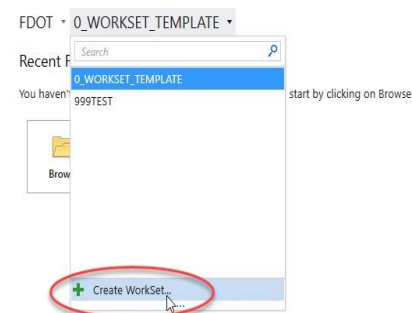 FDOT 0_WORKSET_TEMPLATE
Search
Recent
0_WORKSET_TEMPLATE
You haven' start by clicking on Browse
999TEST
Brow
Create WorkSet...